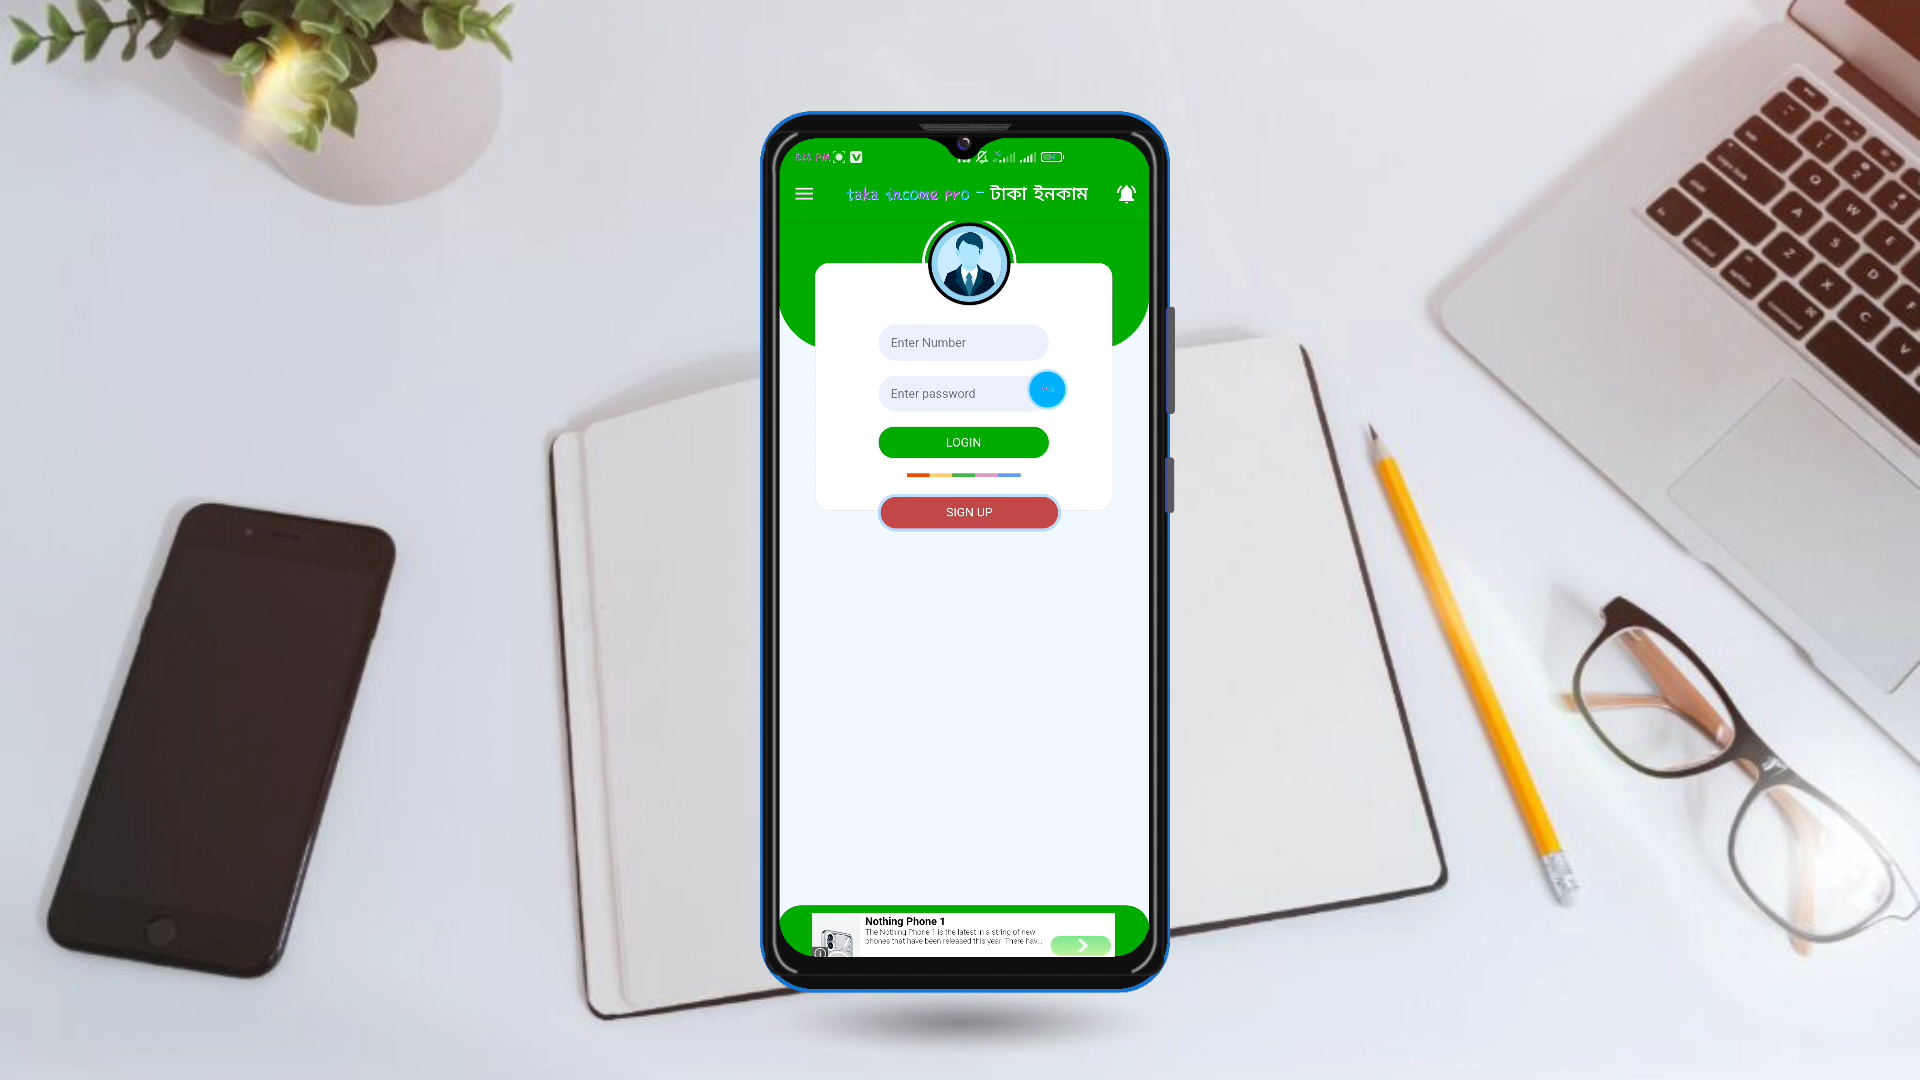 taka income pro - টাকা ইনকাম
Enter Number
Enter password
LOGIN
SIGN UP
Nothing Phone 1
The Nothing Phone 1 is the latest in a string of new
phones that have been released this year. There hav...